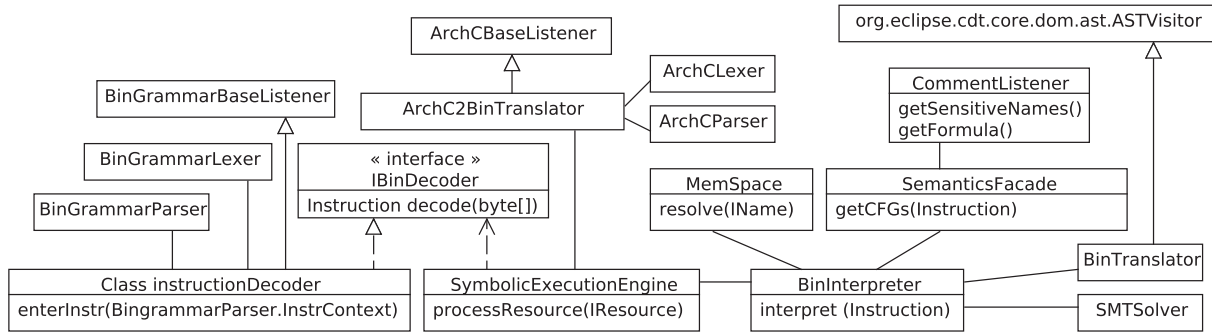 org.eclipse.cdt.core.dom.ast.ASTVisitor
ArchCBaseListener
ArchCLexer
CommentListener
getSensitiveNames()
getFormula()
BinGrammarBaseListener
ArchC2BinTranslator
ArchCParser
BinGrammarLexer
« interface »
IBinDecoder
Instruction decode(byte[])
MemSpace
resolve(IName)
SemanticsFacade
getCFGs(Instruction)
BinGrammarParser
BinTranslator
Class instructionDecoder
enterInstr(BingrammarParser.InstrContext)
SymbolicExecutionEngine
processResource(IResource)
BinInterpreter
interpret (Instruction)
SMTSolver